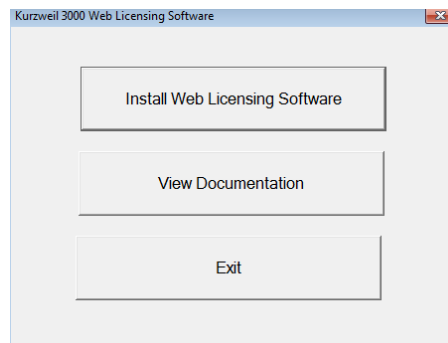 Kurzweil 3000 Web Licensing Software
Install Web Licensing Software
View Documentation
Exit